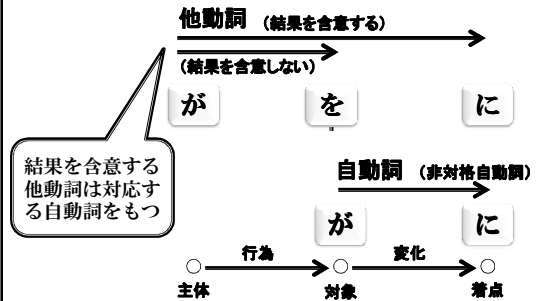 他動詞 (結果を含意する)
(結果を含意しない)
が を に
結果を含意する
他動詞は対応す
る自動詞をもつ
自動詞 (非対格自動詞)
が に
行為 変化
主体 対象 着点